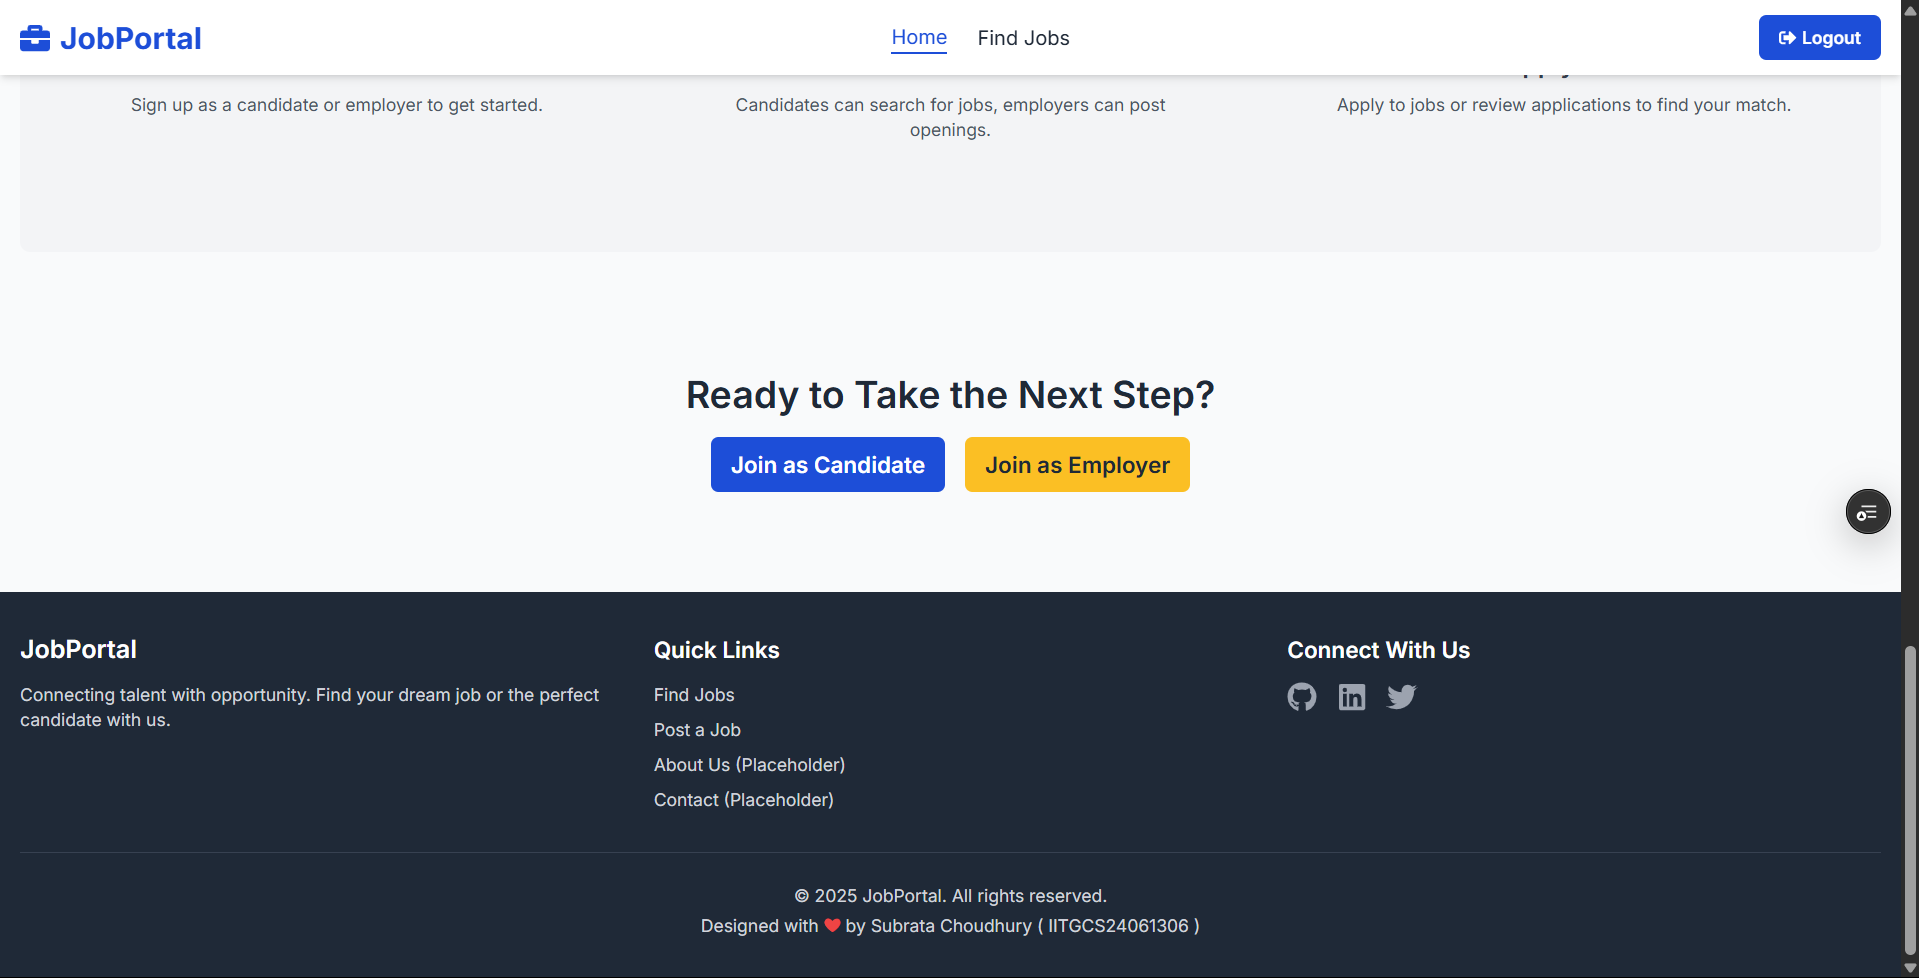 JobPortal
Home
Find Jobs
Logout
Sign up as a candidate or employer to get started.
Candidates can search for jobs, employers can post
openings.
Apply to jobs or review applications to find your match.
Ready to Take the Next Step?
Join as Candidate
Join as Employer
JobPortal
Connecting talent with opportunity. Find your dream job or the perfect
candidate with us.
Quick Links
Find Jobs
Post a Job
About Us (Placeholder)
Contact (Placeholder)
Connect With Us
© 2025 JobPortal. All rights reserved.
Designed with ❤ by Subrata Choudhury ( IITGCS24061306 )